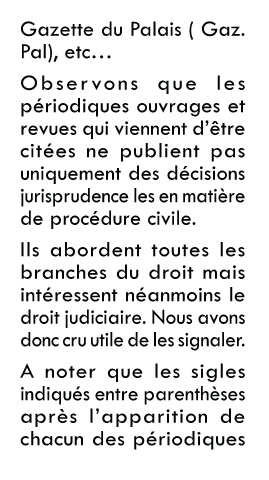 Gazette du Palais ( Gaz.
Pal), etc…
Observons que les
périodiques ouvrages et
revues qui viennent d’être
citées ne publient pas
uniquement des décisions
jurisprudence les en matière
de procédure civile.
Ils abordent toutes les
branches du droit mais
intéressent néanmoins le
droit judiciaire. Nous avons
donc cru utile de les signaler.
A noter que les sigles
indiqués entre parenthèses
après l’apparition de
chacun des périodiques